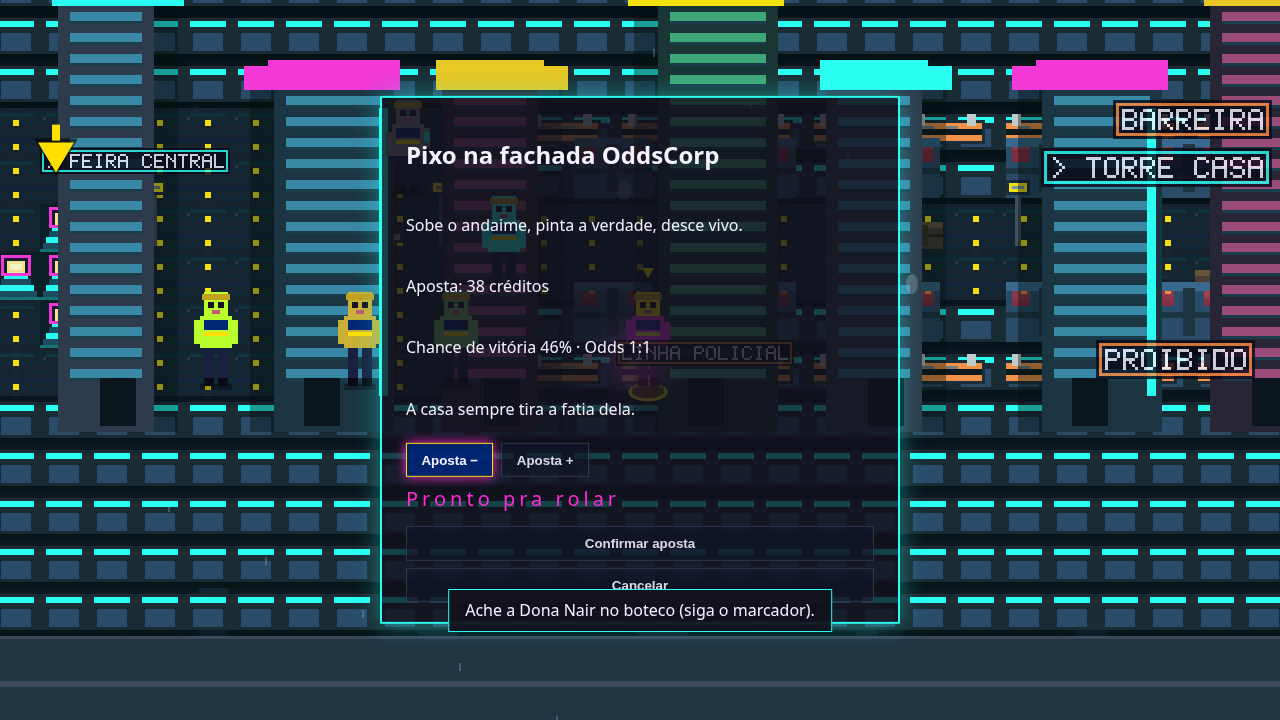 BARREIRA
FEIRA CENTRAL
> TORRE CASA
Pixo na fachada OddsCorp
Sobe o andaime, pinta a verdade, desce vivo.
Aposta: 38 créditos
Chance de vitória 46% · Odds 1:1
LINHA POLICIAL
PROIBIDO
A casa sempre tira a fatia dela.
Aposta −
Aposta +
Pronto pra rolar
Confirmar aposta
Cancelar
Ache a Dona Nair no boteco (siga o marcador).